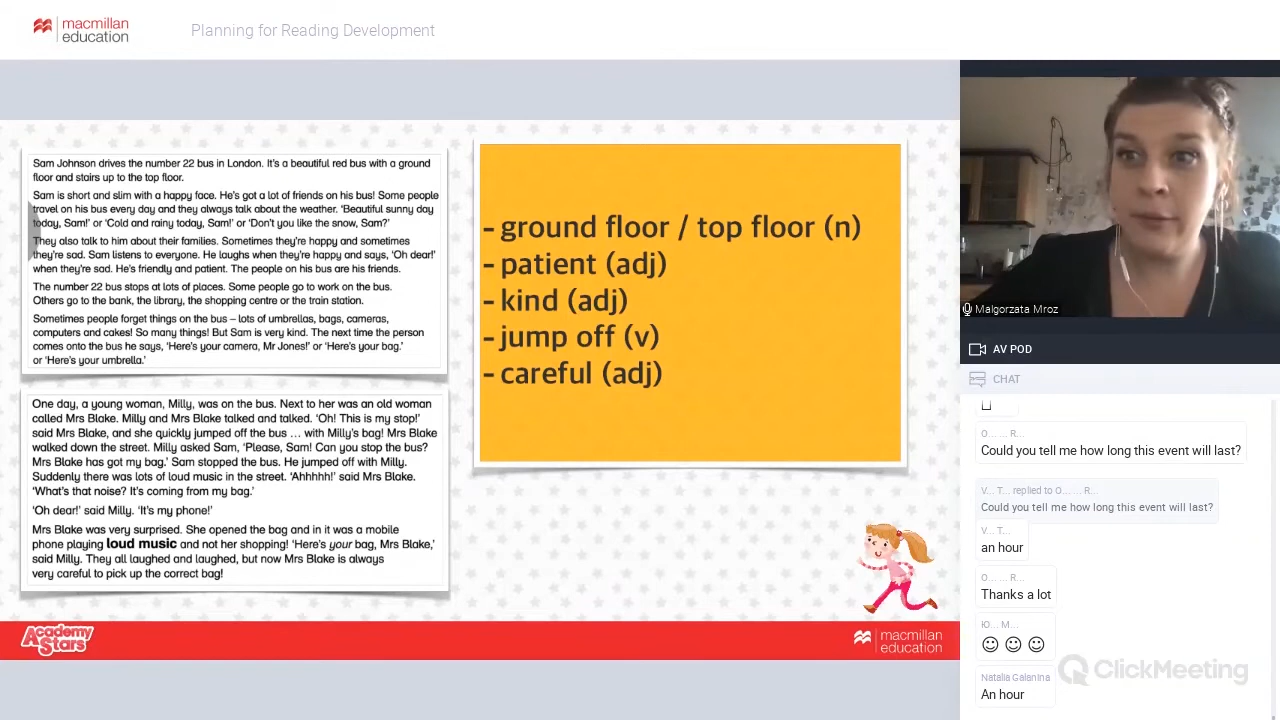 macmillan
education
Planning for Reading Development
Sam Johnson drives the number 22 bus in London. It's a beautiful red bus with a ground
floor and stairs up to the top floor.
Sam is short and slim with a happy face. He's got a lot of friends on his bus! Some people
travel on his bus every day and they always talk about the weather. 'Beautiful sunny day
today, Sam!' or 'Cold and rainy today, Sam!' or 'Don't you like the snow, Sam?'
They also talk to him about their families. Sometimes they're happy and sometimes
they're sad. Sam listens to everyone. He laughs when they're happy and says, 'Oh dear!'
when they're sad. He's friendly and patient. The people on his bus are his friends.
The number 22 bus stops at lots of places. Some people go to work on the bus.
Others go to the bank, the library, the shopping centre or the train station.
Sometimes people forget things on the bus – lots of umbrellas, bags, cameras,
computers and cakes! So many things! But Sam is very kind. The next time the person
comes onto the bus he says, 'Here's your camera, Mr Jones!' or 'Here's your bag.'
or 'Here's your umbrella.'
One day, a young woman, Milly, was on the bus. Next to her was an old woman
called Mrs Blake. Milly and Mrs Blake talked and talked. 'Oh! This is my stop!'
said Mrs Blake, and she quickly jumped off the bus … with Milly's bag! Mrs Blake
walked down the street. Milly asked Sam, 'Please, Sam! Can you stop the bus?
Mrs Blake has got my bag.' Sam stopped the bus. He jumped off with Milly.
Suddenly there was lots of loud music in the street. 'Ahhhhh!' said Mrs Blake.
'What's that noise? It's coming from my bag.'
'Oh dear!' said Milly. 'It's my phone!'
Mrs Blake was very surprised. She opened the bag and in it was a mobile
phone playing loud music and not her shopping! 'Here's your bag, Mrs Blake,'
said Milly. They all laughed and laughed, but now Mrs Blake is always
very careful to pick up the correct bag!
- ground floor / top floor (n)
- patient (adj)
- kind (adj)
- jump off (v)
- careful (adj)
Academy
Stars
macmillan
education
Malgorzata Mroz
AV POD
CHAT
O... ... R...
Could you tell me how long this event will last?
V... T... replied to O... ... R...
Could you tell me how long this event will last?
V... T...
an hour
O... ... R...
Thanks a lot
Ю... М...
Natalia Galanina
An hour
ClickMeeting